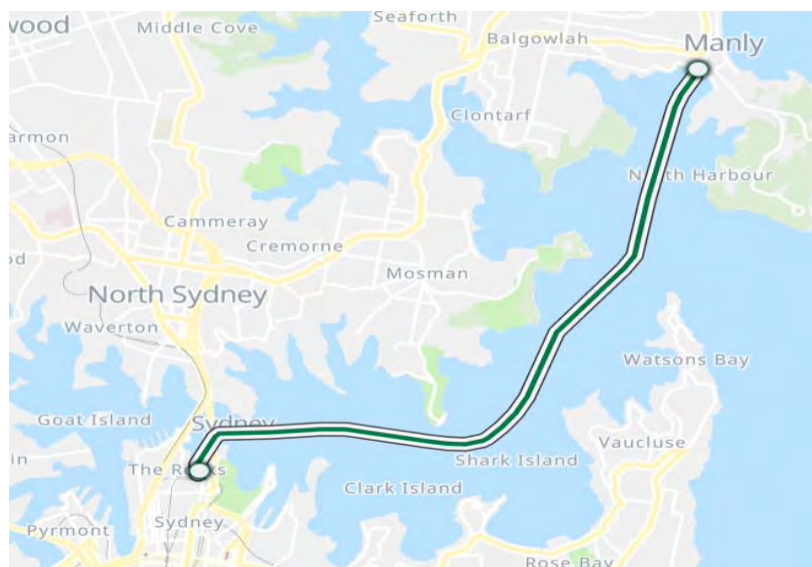 wood
Seaforth
Middle Cove
Balgowlah
Manly
Clontarf
armon
North Harbour
Cammeray
Cremorne
Mosman
North Sydney
Waverton
Watsons Bay
Goat Island
Sydney
Vaucluse
The Rocks
Shark Island
Clark Island
Pyrmont
Sydney
Rose Bay